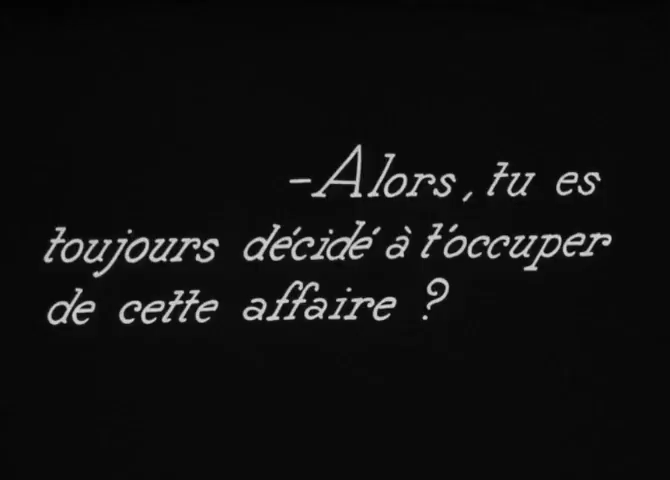 -Alors, tu es
toujours décidé à t'occuper
de cette affaire ?